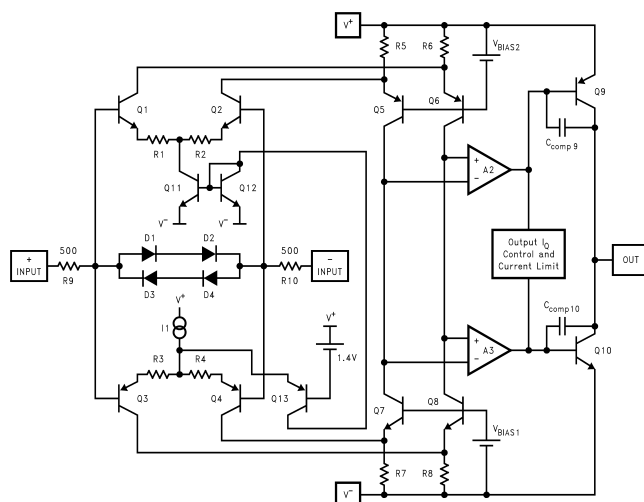 V+
R5
R6
VBIAS2
Q1
Q2
Q5
Q6
Q9
R1
R2
Ccomp9
+
−
A2
Q11
Q12
V−
V−
D1
D2
+
INPUT
500
R9
500
R10
−
INPUT
Output IQ
Control and
Current Limit
OUT
D3
D4
V+
I1
V+
Ccomp10
1.4V
+
−
A3
R3
R4
Q10
Q3
Q4
Q13
Q7
Q8
VBIAS1
R7
R8
V−